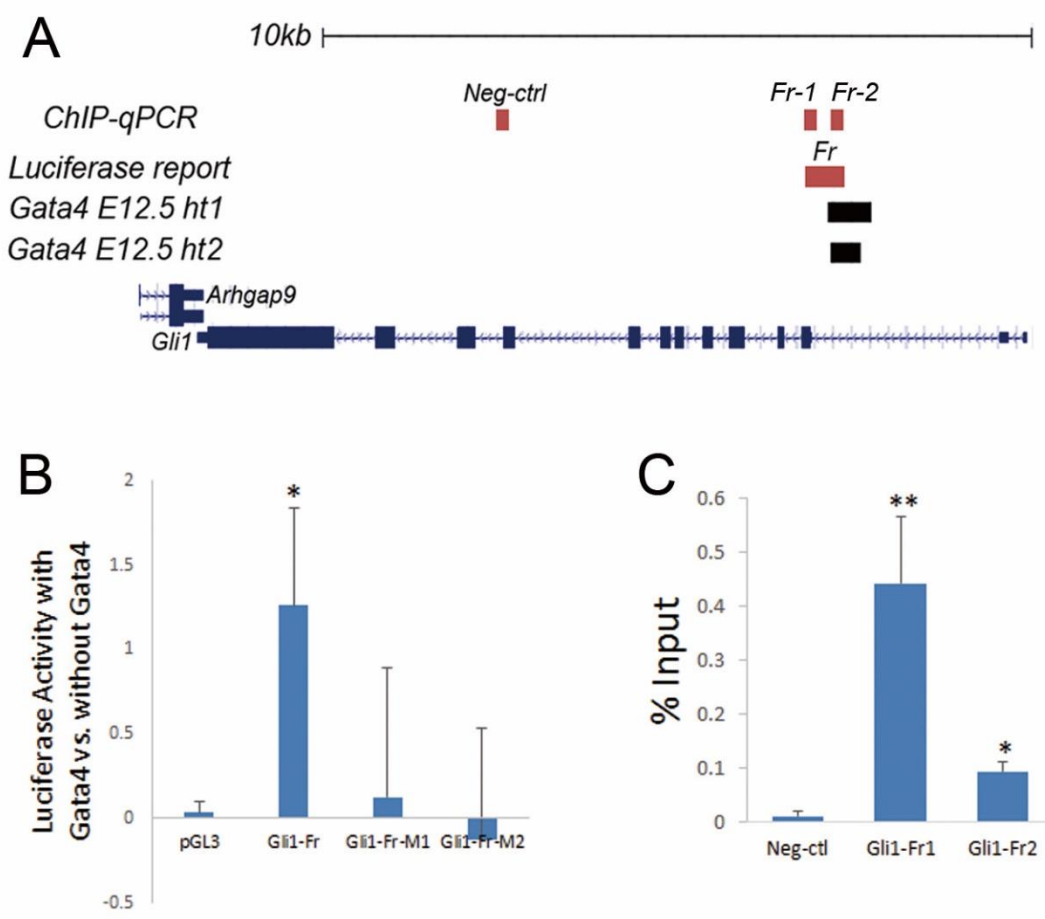 A
10kb
Neg-ctrl Fr-1 Fr-2
ChIP-qPCR
Fr
Luciferase report
Gata4 E12.5 ht1
Gata4 E12.5 ht2
Arhgap9
Gli1
B
Luciferase Activity with
Gata4 vs. without Gata4
2
1.5
1
0.5
0
-0.5
*
pGL3 Gli1-Fr Gli1-Fr-M1 Gli1-Fr-M2
C
% Input
0.6
0.5
0.4
0.3
0.2
0.1
0
**
*
Neg-ctl Gli1-Fr1 Gli1-Fr2